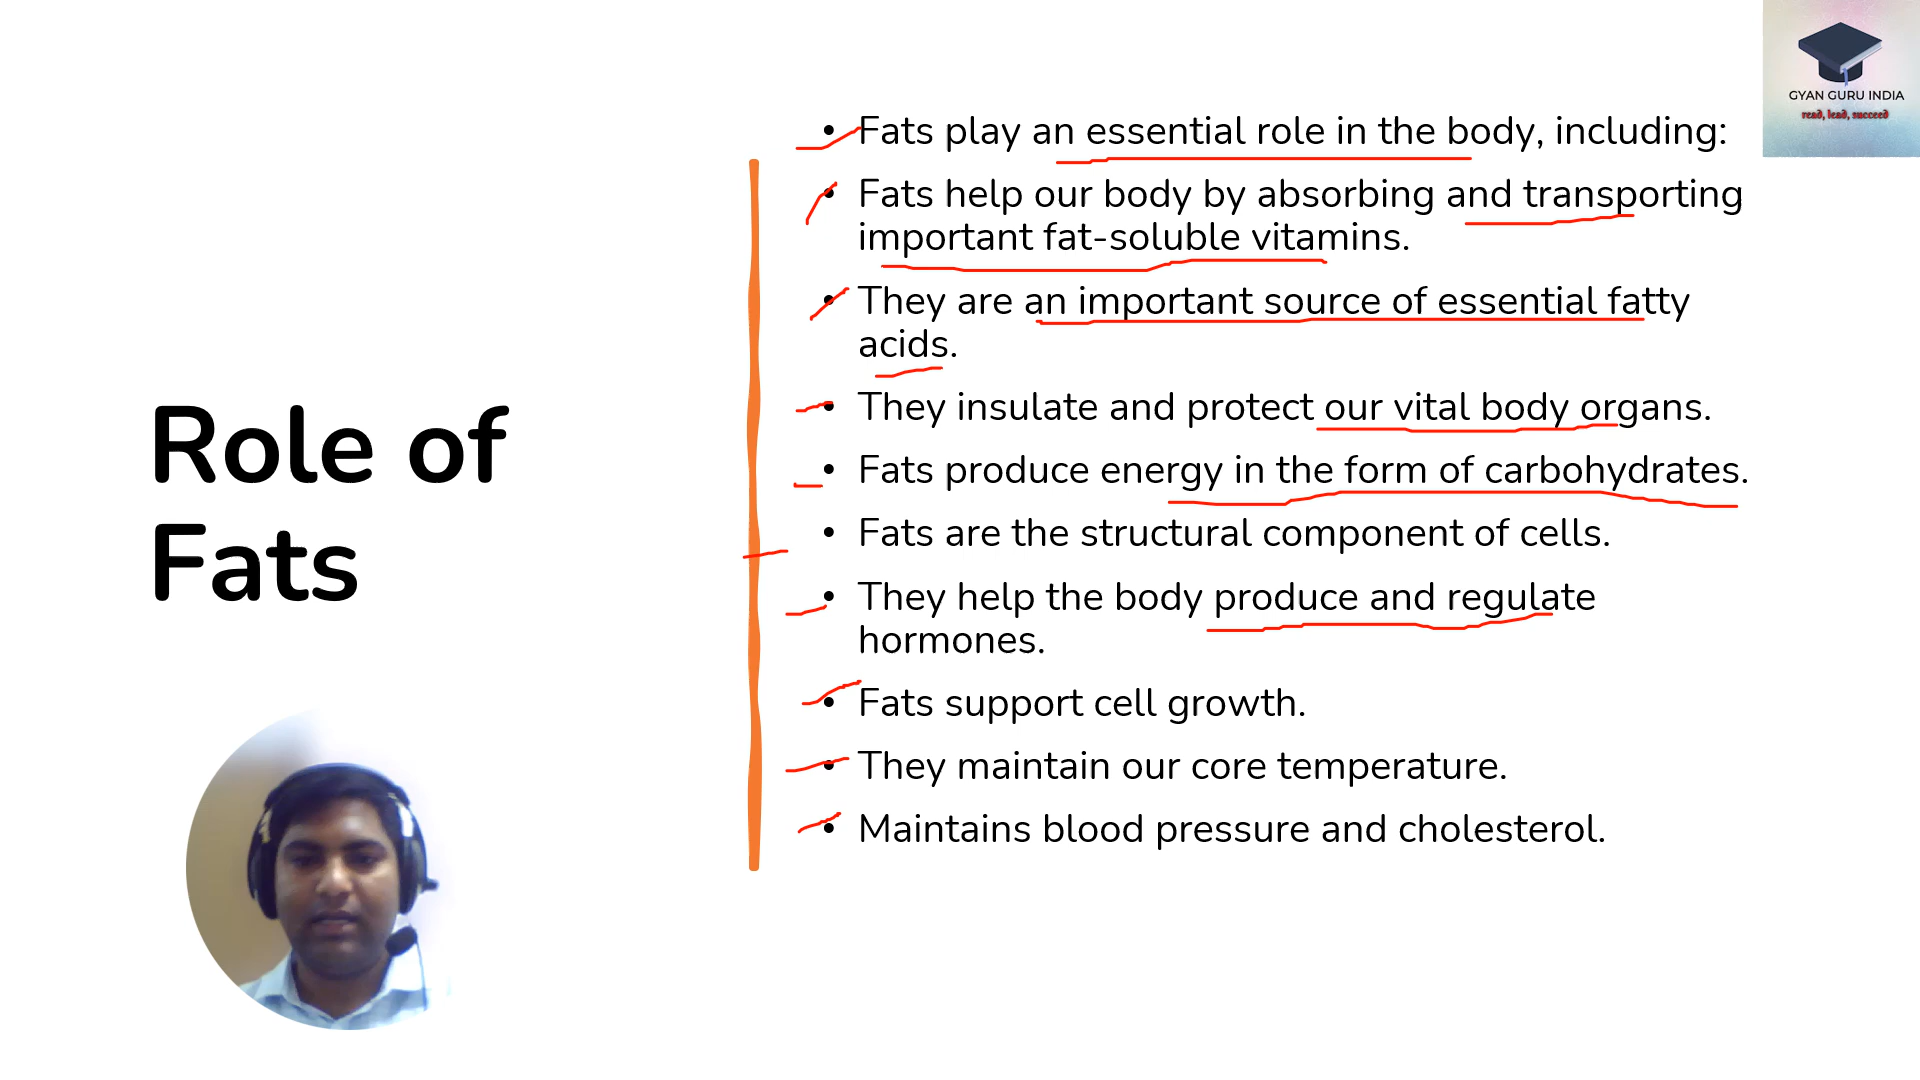 GYAN GURU INDIA
read, lead, succeed
Role of
Fats
• Fats play an essential role in the body, including:
• Fats help our body by absorbing and transporting
important fat-soluble vitamins.
• They are an important source of essential fatty
acids.
• They insulate and protect our vital body organs.
• Fats produce energy in the form of carbohydrates.
• Fats are the structural component of cells.
• They help the body produce and regulate
hormones.
• Fats support cell growth.
• They maintain our core temperature.
• Maintains blood pressure and cholesterol.